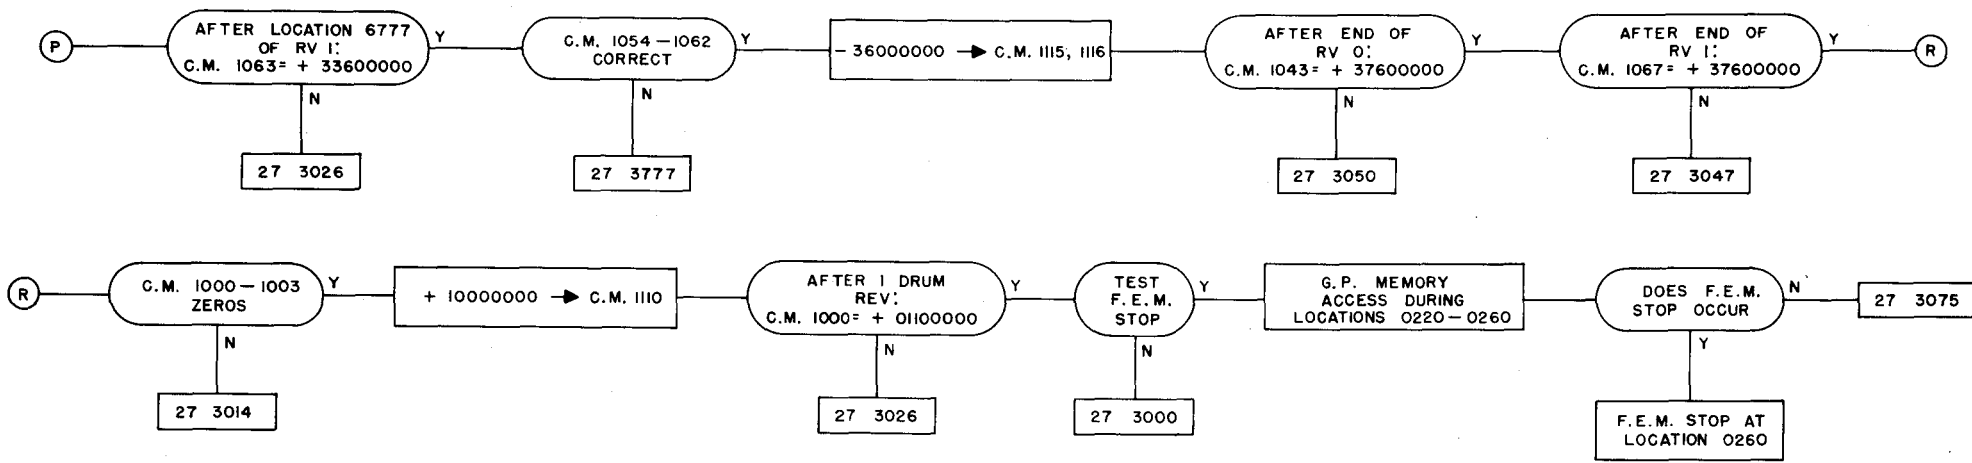 P
AFTER LOCATION 6777
OF RV 1:
C.M. 1063= + 33600000
Y
N
27 3026
C.M. 1054 – 1062
CORRECT
Y
N
27 3777
– 36000000 → C.M. 1115, 1116
AFTER END OF
RV 0:
C.M. 1043= + 37600000
Y
N
27 3050
AFTER END OF
RV 1:
C.M. 1067= + 37600000
Y
N
27 3047
R
R
C.M. 1000 – 1003
ZEROS
Y
N
27 3014
+ 10000000 → C.M. 1110
AFTER 1 DRUM
REV:
C.M. 1000= + 01100000
Y
N
27 3026
TEST
F.E.M.
STOP
Y
N
27 3000
G.P. MEMORY
ACCESS DURING
LOCATIONS 0220 – 0260
DOES F.E.M.
STOP OCCUR
N
27 3075
Y
F.E.M. STOP AT
LOCATION 0260